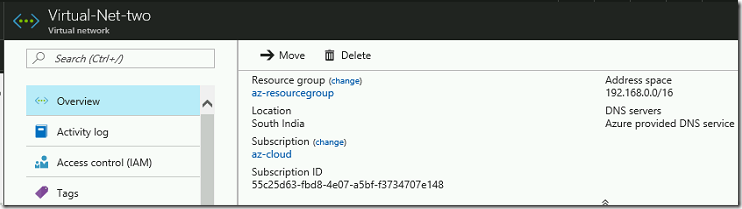 Virtual-Net-two
Virtual network
Search (Ctrl+/)
Overview
Activity log
Access control (IAM)
Tags
Move
Delete
Resource group (change)
az-resourcegroup
Location
South India
Subscription (change)
az-cloud
Subscription ID
55c25d63-fbd8-4e07-a5bf-f3734707e148
Address space
192.168.0.0/16
DNS servers
Azure provided DNS service